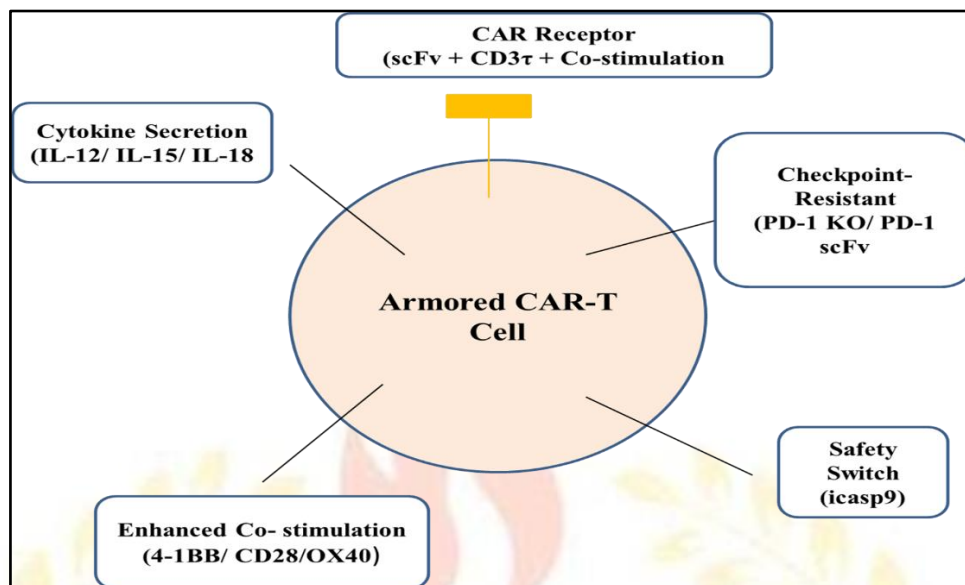 CAR Receptor
(scFv + CD3τ + Co-stimulation
Cytokine Secretion
(IL-12/ IL-15/ IL-18
Checkpoint-
Resistant
(PD-1 KO/ PD-1
scFv
Armored CAR-T
Cell
Safety
Switch
(icasp9)
Enhanced Co- stimulation
(4-1BB/ CD28/OX40)